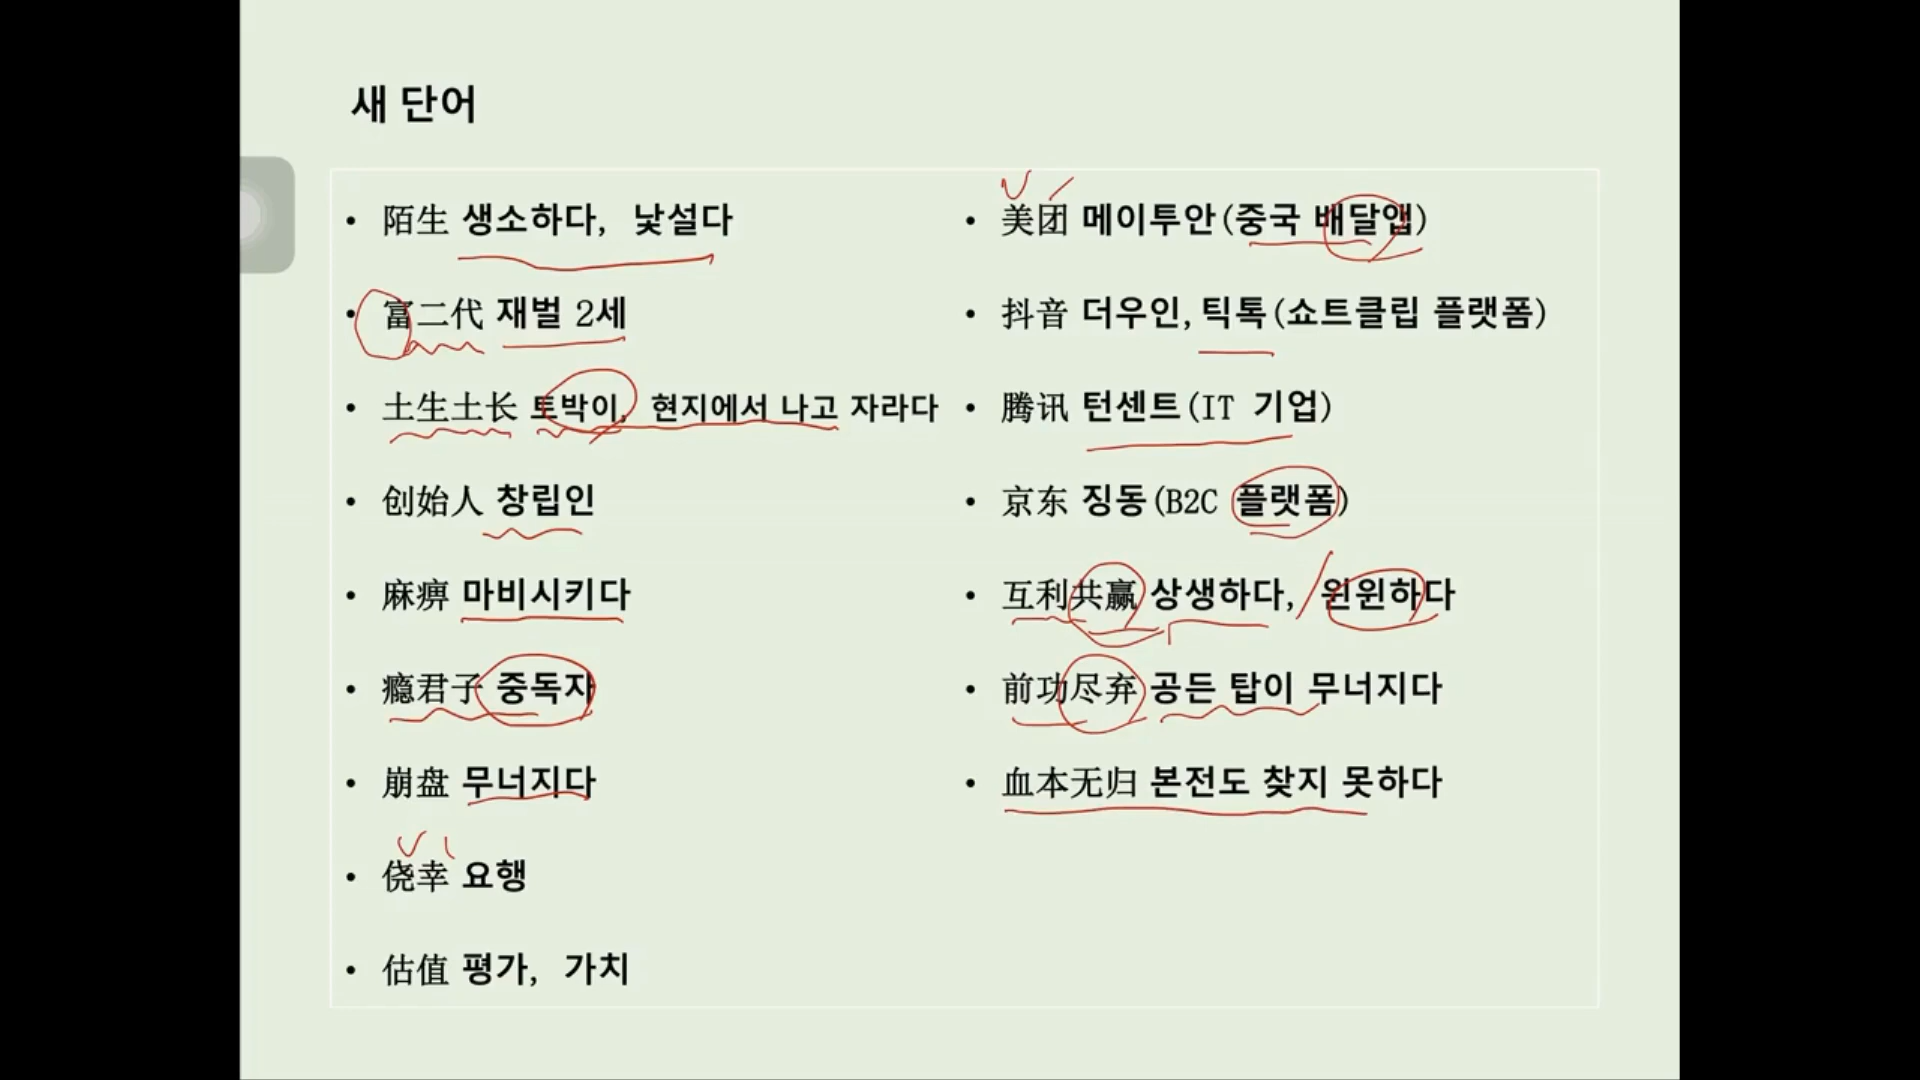 새 단어
• 陌生 생소하다, 낯설다
• 富二代 재벌 2세
• 土生土长 토박이, 현지에서 나고 자라다
• 创始人 창립인
• 麻痹 마비시키다
• 瘾君子 중독자
• 崩盘 무너지다
• 侥幸 요행
• 估值 평가, 가치
• 美团 메이투안(중국 배달앱)
• 抖音 더우인, 틱톡(쇼트클립 플랫폼)
• 腾讯 턴센트(IT 기업)
• 京东 징동(B2C 플랫폼)
• 互利共赢 상생하다, 윈윈하다
• 前功尽弃 공든 탑이 무너지다
• 血本无归 본전도 찾지 못하다